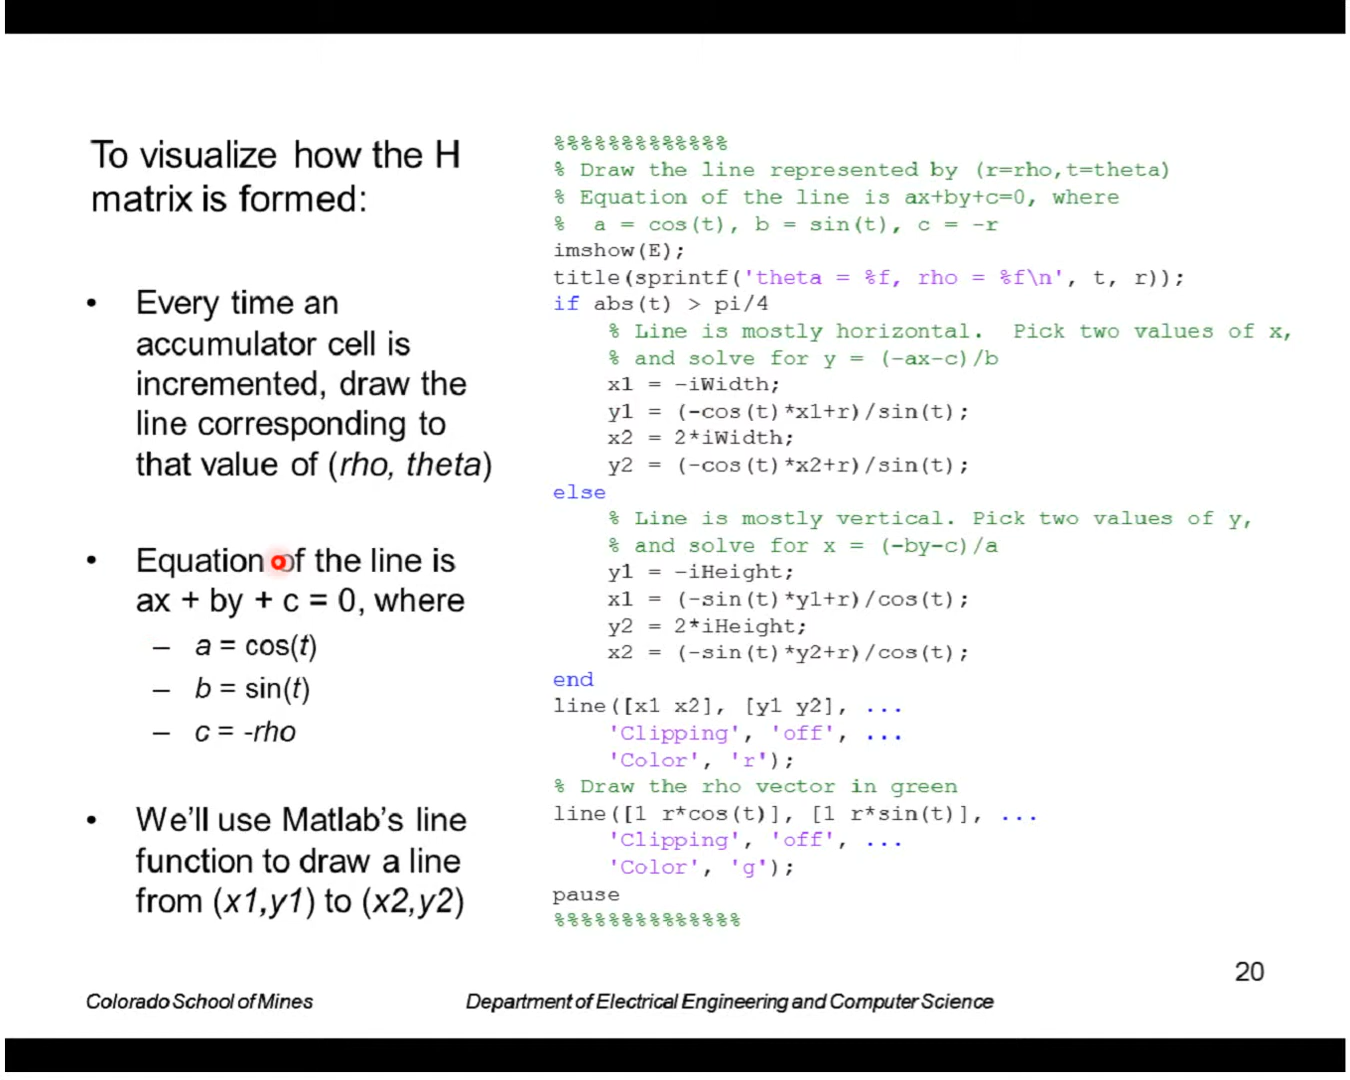 To visualize how the H
matrix is formed:
• Every time an
accumulator cell is
incremented, draw the
line corresponding to
that value of (rho, theta)
• Equation of the line is
ax + by + c = 0, where
– a = cos(t)
– b = sin(t)
– c = -rho
• We'll use Matlab's line
function to draw a line
from (x1,y1) to (x2,y2)
%%%%%%%%%%%%%
% Draw the line represented by (r=rho,t=theta)
% Equation of the line is ax+by+c=0, where
%  a = cos(t), b = sin(t), c = -r
imshow(E);
title(sprintf('theta = %f, rho = %f\n', t, r));
if abs(t) > pi/4
    % Line is mostly horizontal.  Pick two values of x,
    % and solve for y = (-ax-c)/b
    x1 = -iWidth;
    y1 = (-cos(t)*x1+r)/sin(t);
    x2 = 2*iWidth;
    y2 = (-cos(t)*x2+r)/sin(t);
else
    % Line is mostly vertical. Pick two values of y,
    % and solve for x = (-by-c)/a
    y1 = -iHeight;
    x1 = (-sin(t)*y1+r)/cos(t);
    y2 = 2*iHeight;
    x2 = (-sin(t)*y2+r)/cos(t);
end
line([x1 x2], [y1 y2], ...
    'Clipping', 'off', ...
    'Color', 'r');
% Draw the rho vector in green
line([1 r*cos(t)], [1 r*sin(t)], ...
    'Clipping', 'off', ...
    'Color', 'g');
pause
%%%%%%%%%%%%%%
20
Colorado School of Mines
Department of Electrical Engineering and Computer Science